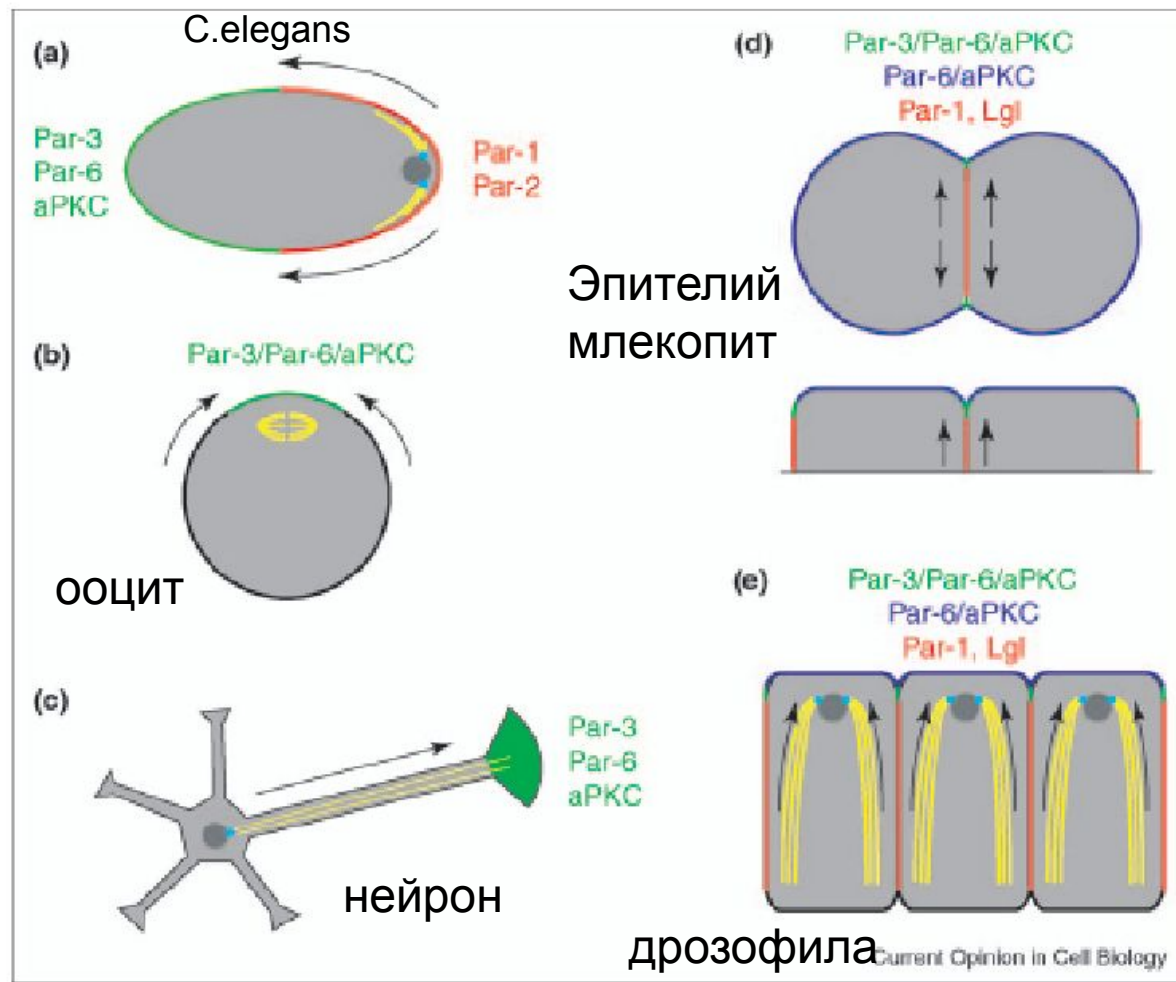 C.elegans
(a)
Par-3
Par-6
aPKC
Par-1
Par-2
(b)
Par-3/Par-6/aPKC
ооцит
(c)
Par-3
Par-6
aPKC
нейрон
(d)
Par-3/Par-6/aPKC
Par-6/aPKC
Par-1, Lgl
Эпителий
млекопит
(e)
Par-3/Par-6/aPKC
Par-6/aPKC
Par-1, Lgl
дрозофила
Current Opinion in Cell Biology